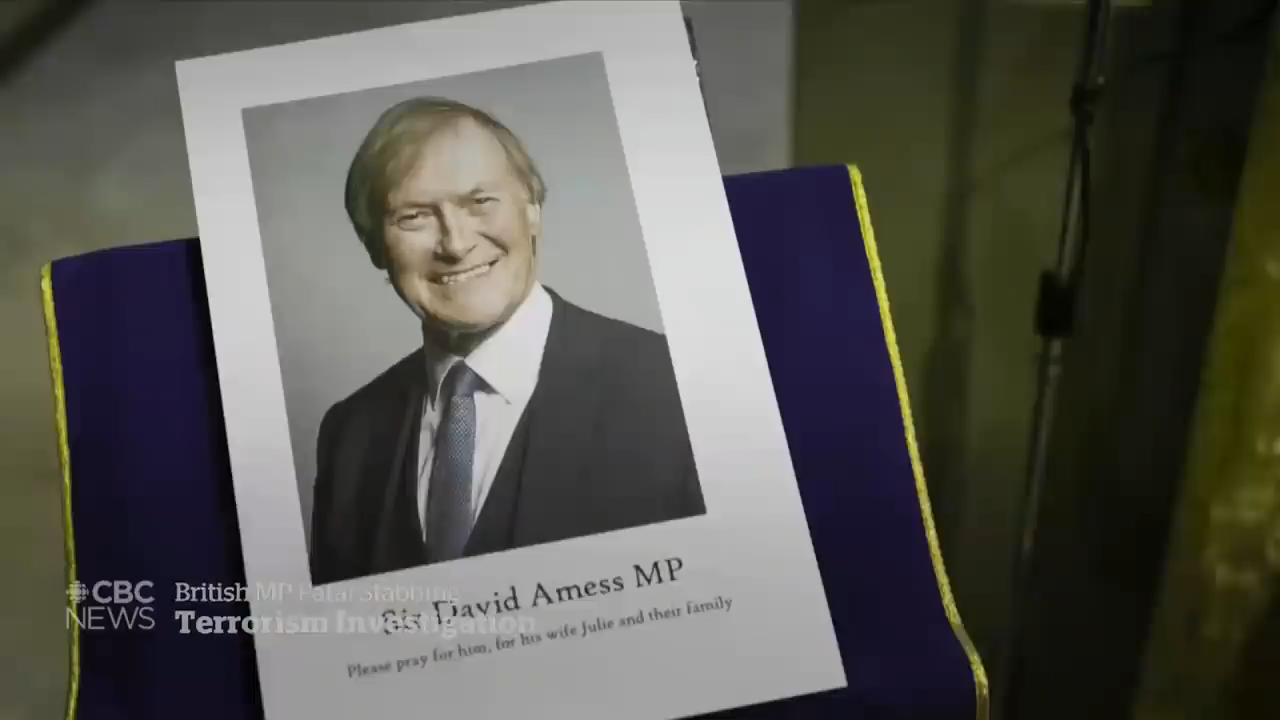 CBC
NEWS
British MP Fatal Stabbing
Terrorism Investigation
Sir David Amess MP
Please pray for him, for his wife Julie and their family